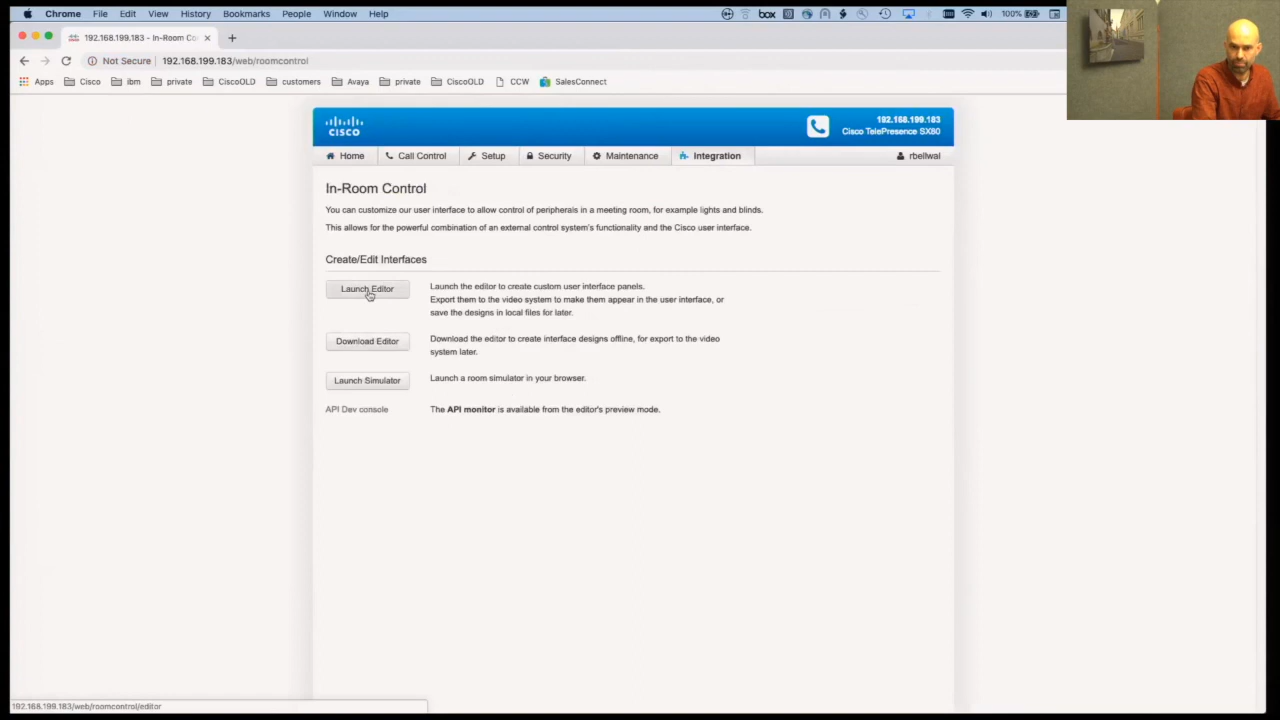 Chrome File Edit View History Bookmarks People Window Help box 100%
192.168.199.183 - In-Room Co
Not Secure 192.168.199.183/web/roomcontrol
Apps Cisco ibm private CiscoOLD customers Avaya private CiscoOLD CCW SalesConnect
CISCO
192.168.199.183
Cisco TelePresence SX80
Home Call Control Setup Security Maintenance Integration rbellwal
In-Room Control
You can customize our user interface to allow control of peripherals in a meeting room, for example lights and blinds.
This allows for the powerful combination of an external control system's functionality and the Cisco user interface.
Create/Edit Interfaces
Launch Editor
Launch the editor to create custom user interface panels.
Export them to the video system to make them appear in the user interface, or
save the designs in local files for later.
Download Editor
Download the editor to create interface designs offline, for export to the video
system later.
Launch Simulator
Launch a room simulator in your browser.
API Dev console
The API monitor is available from the editor's preview mode.
192.168.199.183/web/roomcontrol/editor